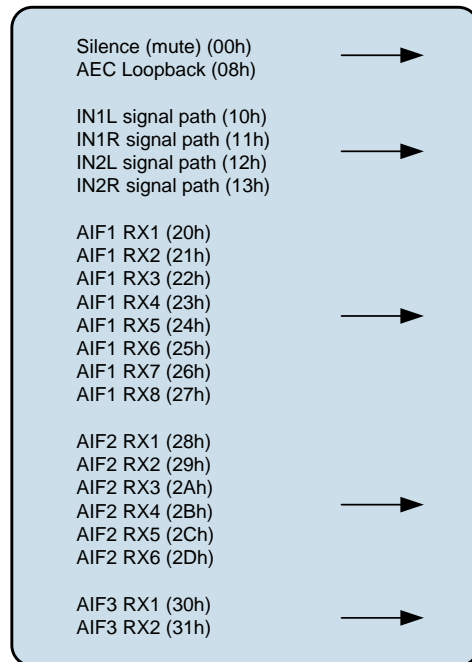 Silence (mute) (00h)
AEC Loopback (08h)
IN1L signal path (10h)
IN1R signal path (11h)
IN2L signal path (12h)
IN2R signal path (13h)
AIF1 RX1 (20h)
AIF1 RX2 (21h)
AIF1 RX3 (22h)
AIF1 RX4 (23h)
AIF1 RX5 (24h)
AIF1 RX6 (25h)
AIF1 RX7 (26h)
AIF1 RX8 (27h)
AIF2 RX1 (28h)
AIF2 RX2 (29h)
AIF2 RX3 (2Ah)
AIF2 RX4 (2Bh)
AIF2 RX5 (2Ch)
AIF2 RX6 (2Dh)
AIF3 RX1 (30h)
AIF3 RX2 (31h)